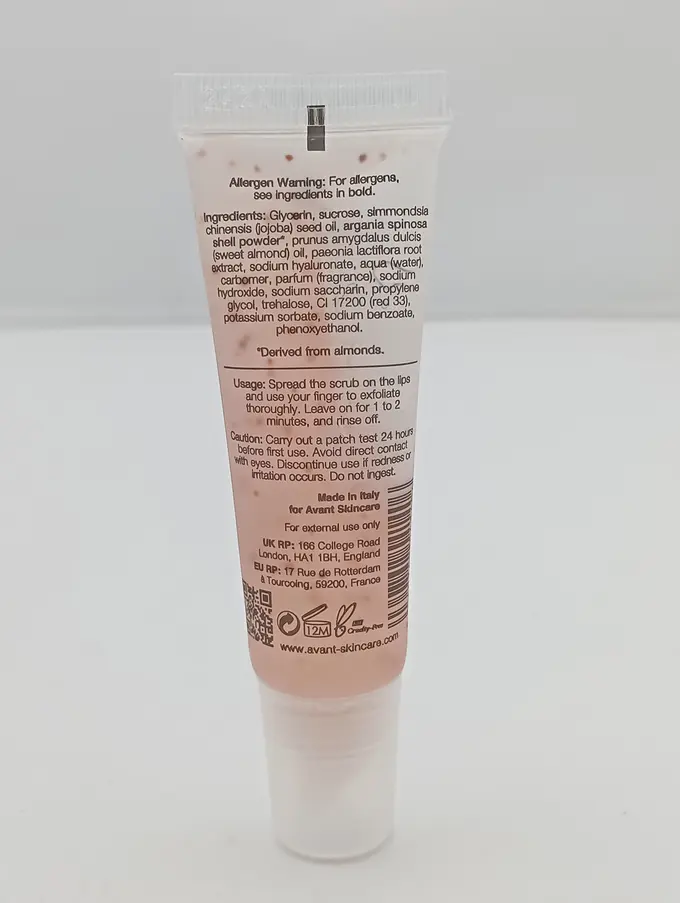 Allergen Warning: For allergens,
see ingredients in bold.
Ingredients: Glycerin, sucrose, simmondsia
chinensis (jojoba) seed oil, argania spinosa
shell powder*, prunus amygdalus dulcis
(sweet almond) oil, paeonia lactiflora root
extract, sodium hyaluronate, aqua (water),
carbomer, parfum (fragrance), sodium
hydroxide, sodium saccharin, propylene
glycol, trehalose, CI 17200 (red 33),
potassium sorbate, sodium benzoate,
phenoxyethanol.
*Derived from almonds.
Usage: Spread the scrub on the lips
and use your finger to exfoliate
thoroughly. Leave on for 1 to 2
minutes, and rinse off.
Caution: Carry out a patch test 24 hours
before first use. Avoid direct contact
with eyes. Discontinue use if redness or
irritation occurs. Do not ingest.
Made in Italy
for Avant Skincare
For external use only
UK RP: 166 College Road
London, HA1 1BH, England
EU RP: 17 Rue de Rotterdam
à Tourcoing, 59200, France
12M
Cruelty-Free
www.avant-skincare.com